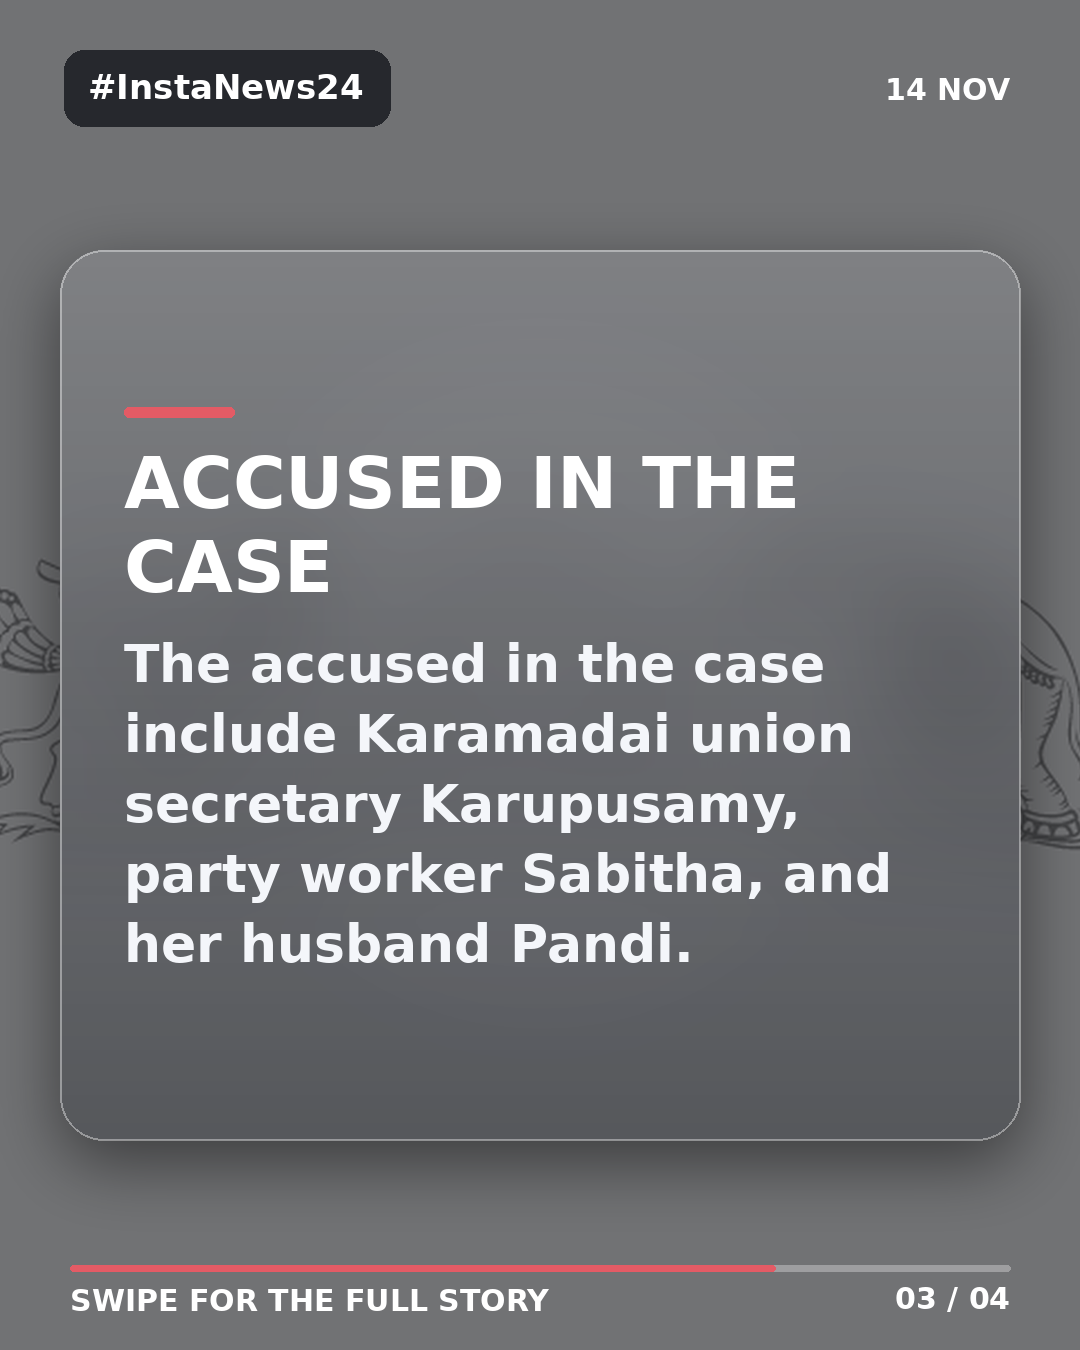 #InstaNews24
14 NOV
ACCUSED IN THE
CASE
The accused in the case
include Karamadai union
secretary Karupusamy,
party worker Sabitha, and
her husband Pandi.
SWIPE FOR THE FULL STORY
03 / 04